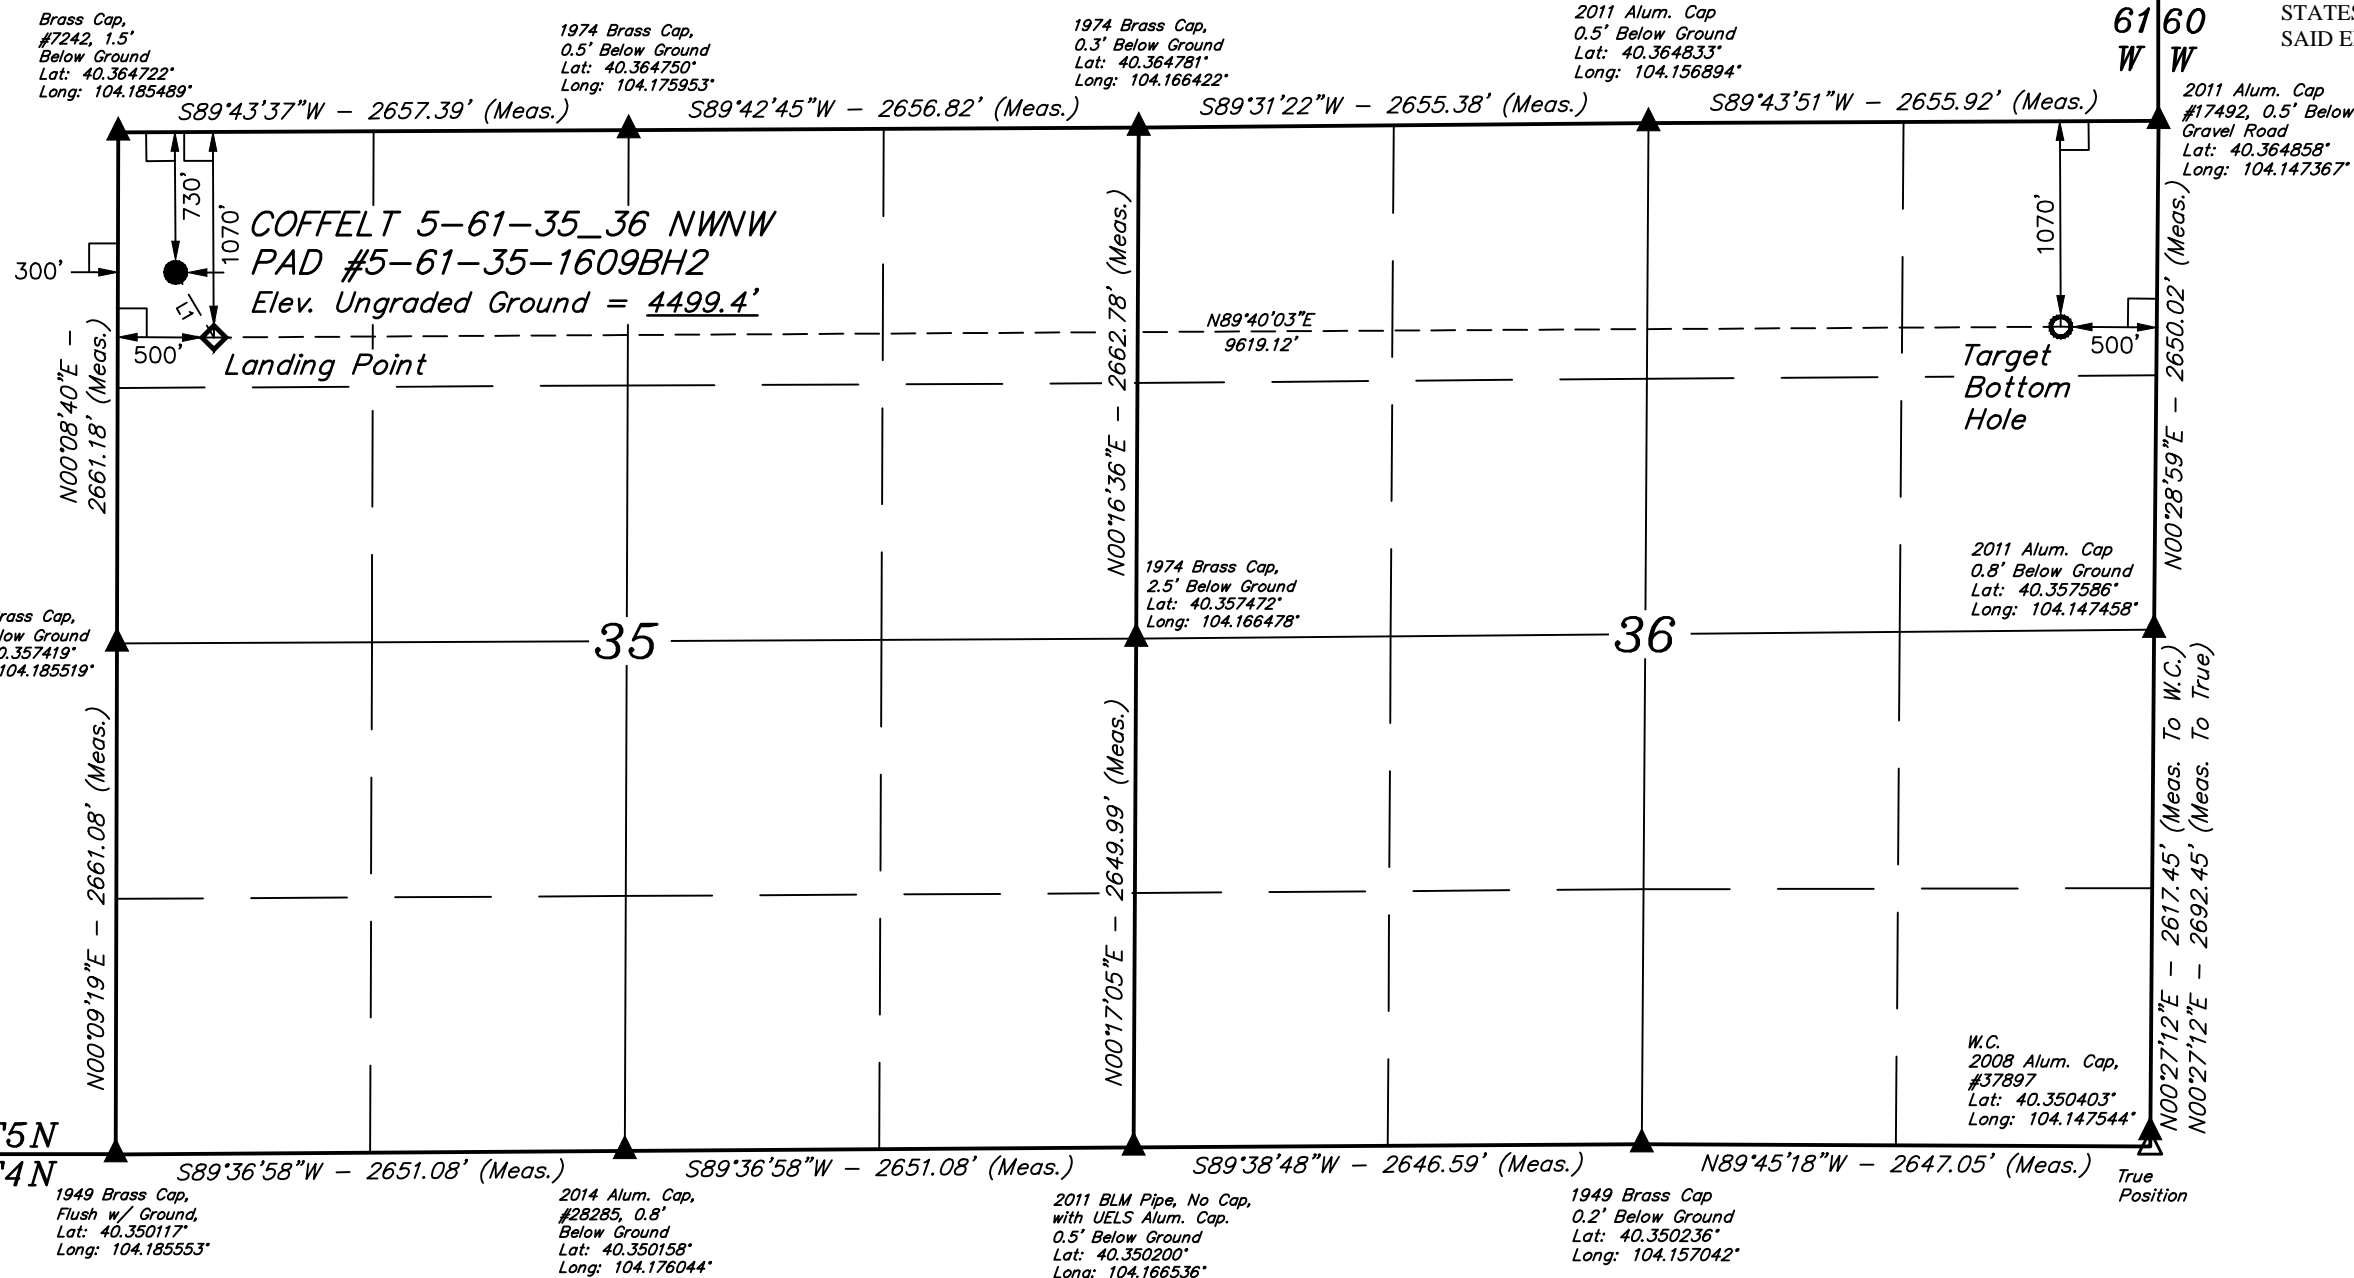 Brass Cap,
#7242, 1.5'
Below Ground
Lat: 40.364722°
Long: 104.185489°
1974 Brass Cap,
0.5' Below Ground
Lat: 40.364750°
Long: 104.175953°
1974 Brass Cap,
0.3' Below Ground
Lat: 40.364781°
Long: 104.166422°
2011 Alum. Cap
0.5' Below Ground
Lat: 40.364833°
Long: 104.156894°
61 60
W W
SAID
2011 Alum. Cap
#17492, 0.5' Below
Gravel Road
Lat: 40.364858°
Long: 104.147367°
S89°43'37"W - 2657.39' (Meas.)
S89°42'45"W - 2656.82' (Meas.)
S89°31'22"W - 2655.38' (Meas.)
S89°43'51"W - 2655.92' (Meas.)
730'
1070'
300'
COFFELT 5-61-35_36 NWNW
PAD #5-61-35-1609BH2
Elev. Ungraded Ground = 4499.4'
L1
500'
Landing Point
N89°40'03"E
9619.12'
1070'
500'
Target
Bottom
Hole
N00°08'40"E -
2661.18' (Meas.)
N00°16'36"E - 2662.78' (Meas.)
N00°28'59"E - 2650.02' (Meas.)
Cap,
Ground
104.185519°
35
1974 Brass Cap,
2.5' Below Ground
Lat: 40.357472°
Long: 104.166478°
36
2011 Alum. Cap
0.8' Below Ground
Lat: 40.357586°
Long: 104.147458°
N00°09'19"E - 2661.08' (Meas.)
N00°17'05"E - 2649.99' (Meas.)
N00°27'12"E - 2617.45' (Meas. To W.C.)
N00°27'12"E - 2692.45' (Meas. To True)
W.C.
2008 Alum. Cap,
#37897
Lat: 40.350403°
Long: 104.147544°
T5N
T4N
S89°36'58"W - 2651.08' (Meas.)
S89°36'58"W - 2651.08' (Meas.)
S89°38'48"W - 2646.59' (Meas.)
N89°45'18"W - 2647.05' (Meas.)
True
Position
1949 Brass Cap,
Flush w/ Ground,
Lat: 40.350117°
Long: 104.185553°
2014 Alum. Cap,
#28285, 0.8'
Below Ground
Lat: 40.350158°
Long: 104.176044°
2011 BLM Pipe, No Cap,
with UELS Alum. Cap.
0.5' Below Ground
Lat: 40.350200°
Long: 104.166536°
1949 Brass Cap
0.2' Below Ground
Lat: 40.350236°
Long: 104.157042°